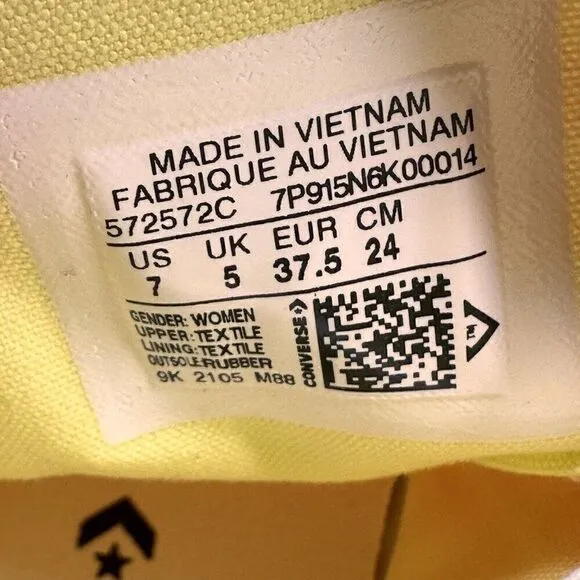 MADE IN VIETNAM
FABRIQUE AU VIETNAM
572572C 7P915N6K00014
US UK EUR CM
7 5 37.5 24
GENDER: WOMEN
UPPER: TEXTILE
LINING: TEXTILE
OUTSOLE:RUBBER
9K 2105 M88
CONVERSE
TM